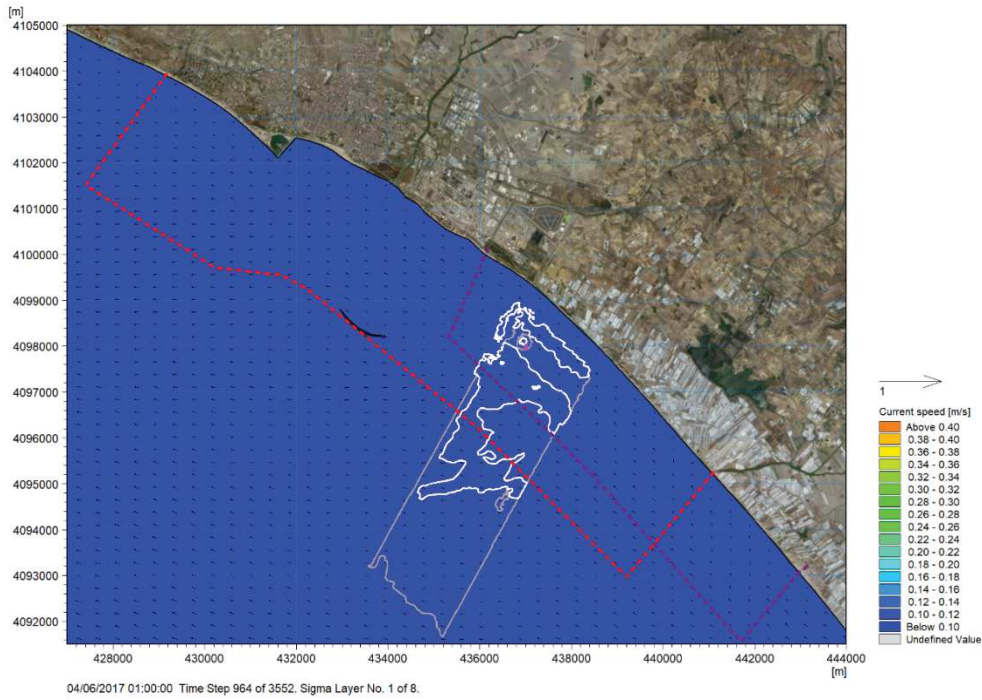 [m]
4105000
4104000
4103000
4102000
4101000
4100000
4099000
4098000
4097000
4096000
4095000
4094000
4093000
4092000
428000 430000 432000 434000 436000 438000 440000 442000 444000
[m]
1
Current speed [m/s]
Above 0.40
0.38 - 0.40
0.36 - 0.38
0.34 - 0.36
0.32 - 0.34
0.30 - 0.32
0.28 - 0.30
0.26 - 0.28
0.24 - 0.26
0.22 - 0.24
0.20 - 0.22
0.18 - 0.20
0.16 - 0.18
0.14 - 0.16
0.12 - 0.14
0.10 - 0.12
Below 0.10
Undefined Value
04/06/2017 01:00:00 Time Step 964 of 3552. Sigma Layer No. 1 of 8.